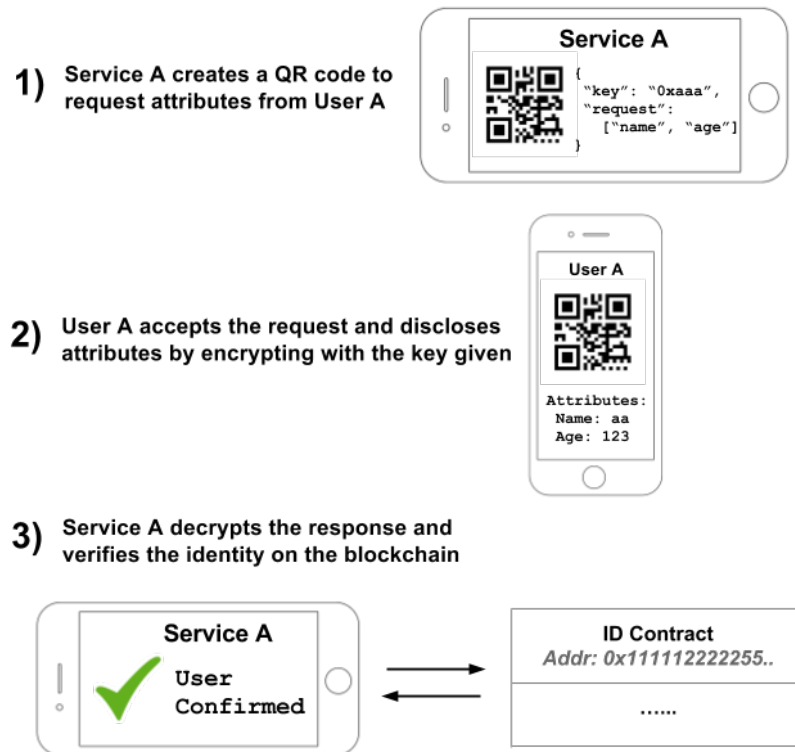 1)
Service A creates a QR code to
request attributes from User A
Service A
{
“key”: “0xaaa”,
“request”:
[“name”, “age”]
}
2)
User A accepts the request and discloses
attributes by encrypting with the key given
User A
Attributes:
Name: aa
Age: 123
3)
Service A decrypts the response and
verifies the identity on the blockchain
Service A
User
Confirmed
ID Contract
Addr: 0x111112222255..
......